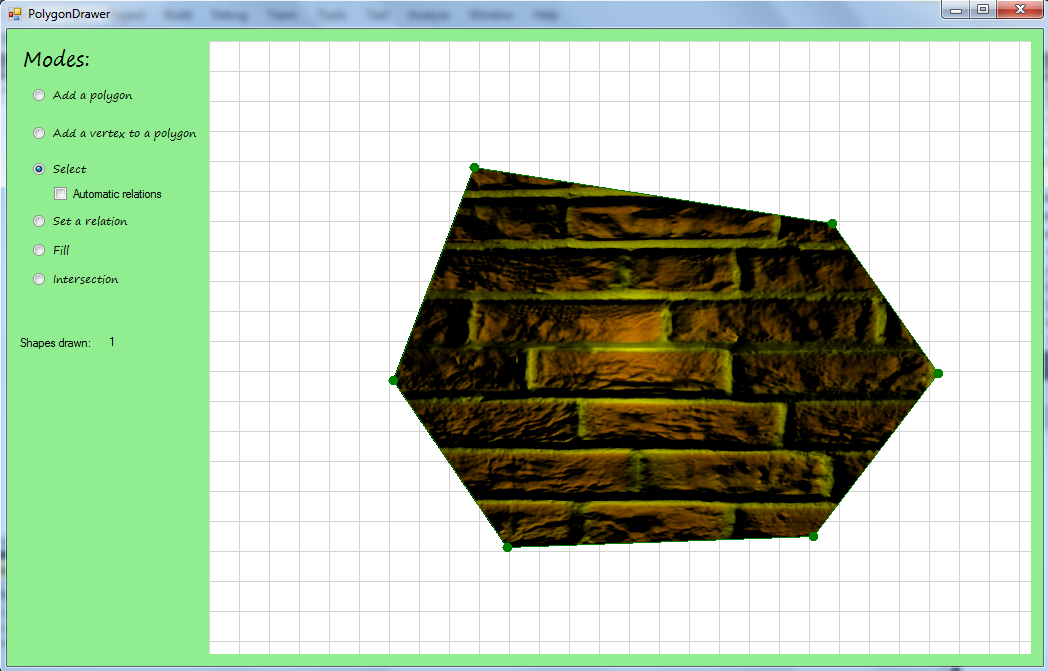 PolygonDrawer
Modes:
Add a polygon
Add a vertex to a polygon
Select
Automatic relations
Set a relation
Fill
Intersection
Shapes drawn: 1